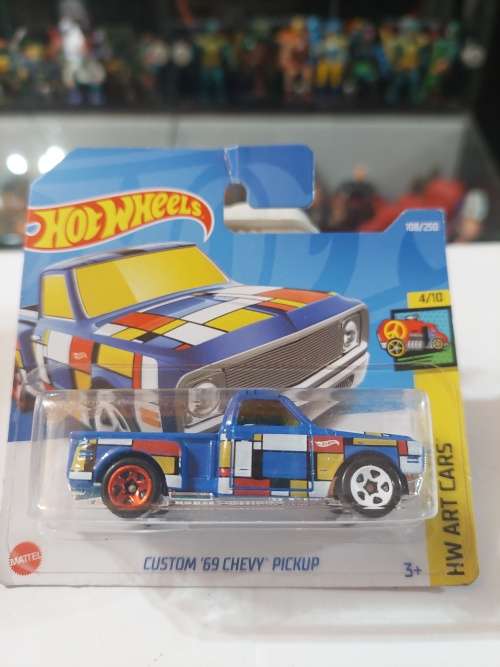 HOT WHEELS
108/250
4/10
HW ART CARS
MATTEL
CUSTOM '69 CHEVY PICKUP
3+